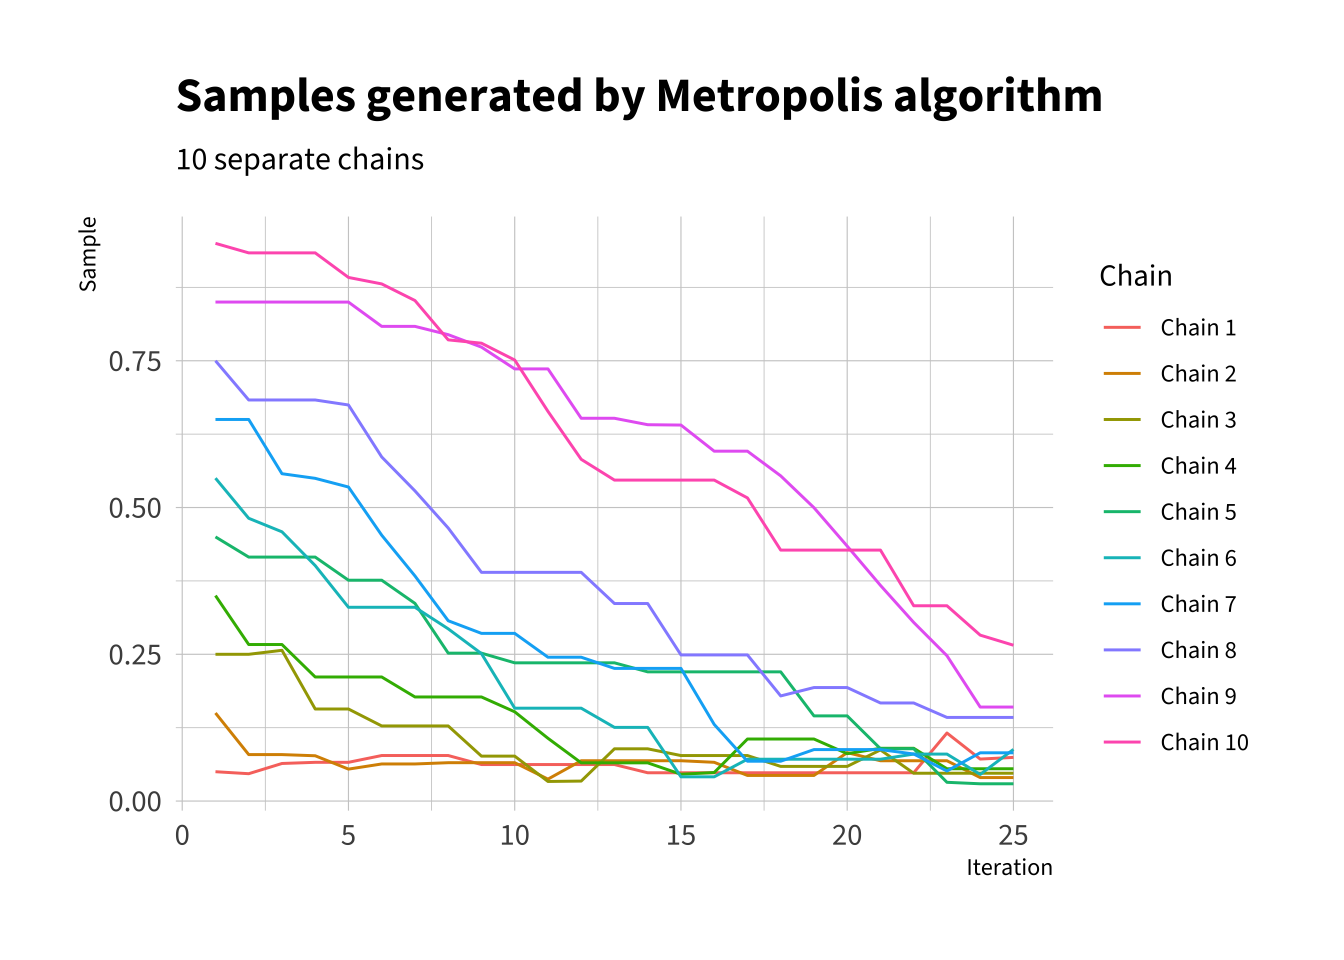 Samples generated by Metropolis algorithm
10 separate chains
Sample
0.75
0.50
0.25
0.00
0 5 10 15 20 25
Iteration
Chain
Chain 1
Chain 2
Chain 3
Chain 4
Chain 5
Chain 6
Chain 7
Chain 8
Chain 9
Chain 10